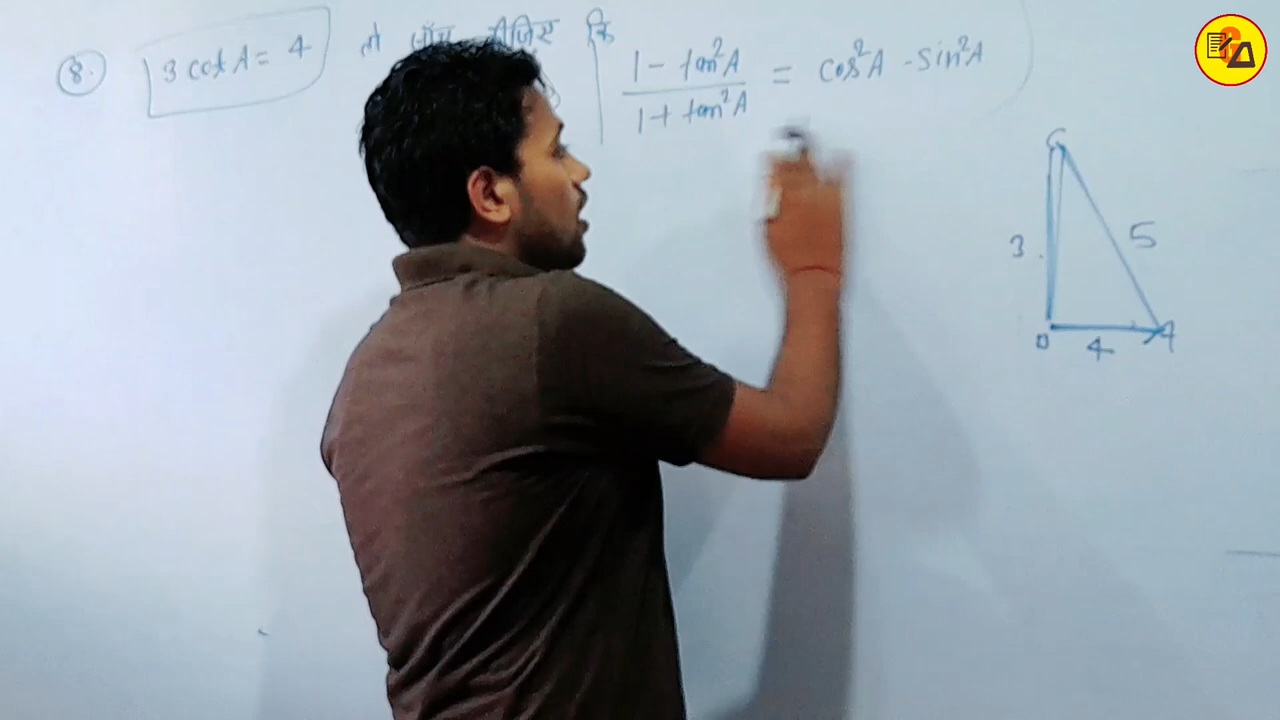 8. 3 cot A = 4 तो जाँच कीजिए कि (1 - tan²A)/(1 + tan²A) = cos²A - sin²A
C
3
5
B 4 A